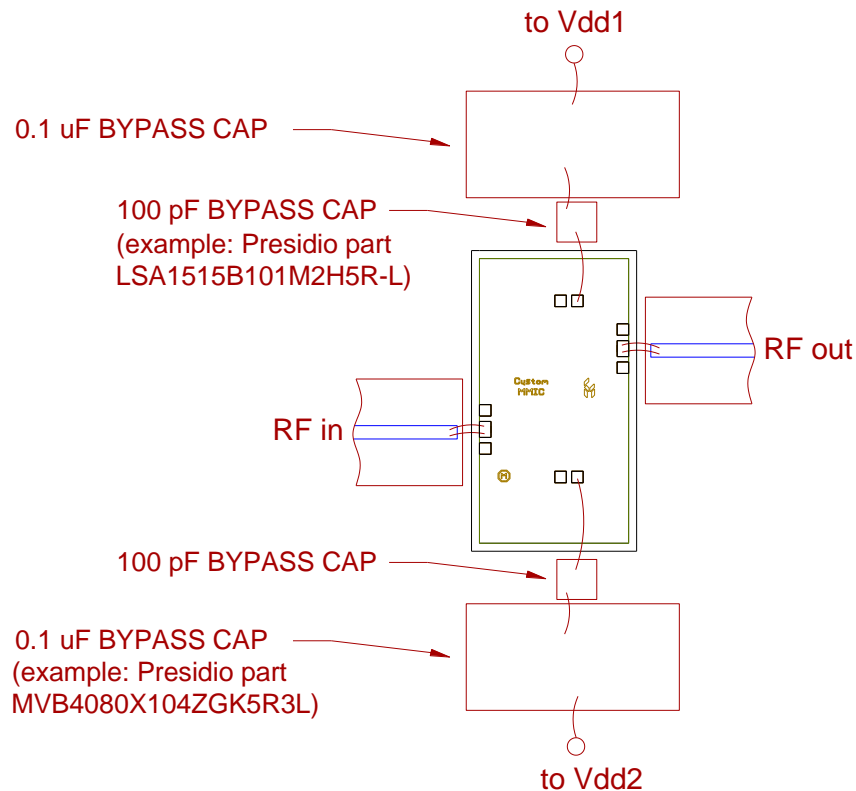 to Vdd1
0.1 uF BYPASS CAP
100 pF BYPASS CAP
(example: Presidio part
LSA1515B101M2H5R-L)
RF out
Custom
MMIC
RF in
M
100 pF BYPASS CAP
0.1 uF BYPASS CAP
(example: Presidio part
MVB4080X104ZGK5R3L)
to Vdd2